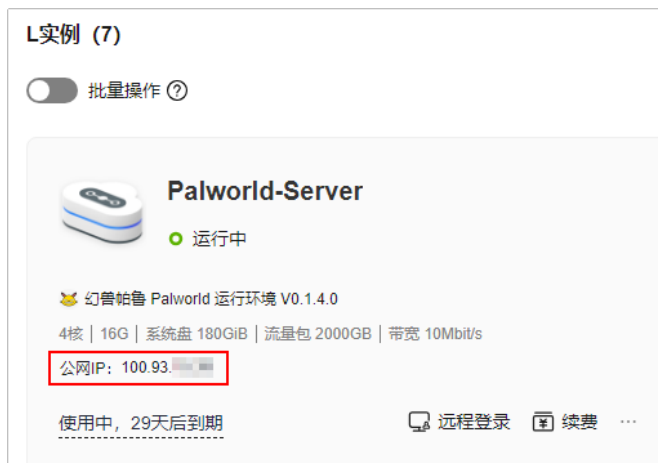 L实例（7）
批量操作
Palworld-Server
运行中
幻兽帕鲁 Palworld 运行环境 V0.1.4.0
4核 | 16G | 系统盘 180GiB | 流量包 2000GB | 带宽 10Mbit/s
公网IP：100.93.
使用中，29天后到期
远程登录 续费 ···